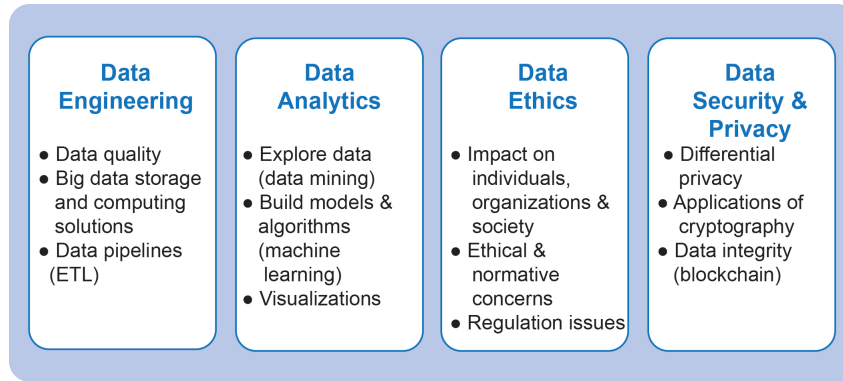 Data
Engineering
● Data quality
● Big data storage
and computing
solutions
● Data pipelines
(ETL)
Data
Analytics
● Explore data
(data mining)
● Build models &
algorithms
(machine
learning)
● Visualizations
Data
Ethics
● Impact on
individuals,
organizations &
society
● Ethical &
normative
concerns
● Regulation issues
Data
Security &
Privacy
● Differential
privacy
● Applications of
cryptography
● Data integrity
(blockchain)